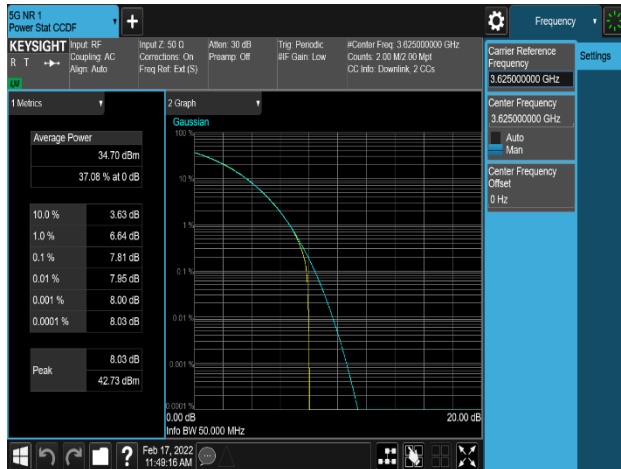 5G NR 1
Power Stat CCDF
Frequency
KEYSIGHT
R T
Input: RF
Coupling: AC
Align: Auto
Input Z: 50 Ω
Corrections: On
Freq Ref: Ext (S)
Atten: 30 dB
Preamp: Off
Trig: Periodic
#IF Gain: Low
#Center Freq: 3.625000000 GHz
Counts: 2.00 M/2.00 Mpt
CC Info: Downlink, 2 CCs
Carrier Reference
Frequency
3.625000000 GHz
Settings
Center Frequency
3.625000000 GHz
Auto
Man
Center Frequency
Offset
0 Hz
1 Metrics
Average Power
34.70 dBm
37.08 % at 0 dB
10.0 % 3.63 dB
1.0 % 6.64 dB
0.1 % 7.81 dB
0.01 % 7.95 dB
0.001 % 8.00 dB
0.0001 % 8.03 dB
Peak
8.03 dB
42.73 dBm
2 Graph
Gaussian
100 %
10 %
1 %
0.1 %
0.01 %
0.001 %
0.0001 %
0.00 dB 20.00 dB
Info BW 50.000 MHz
Feb 17, 2022
11:49:16 AM